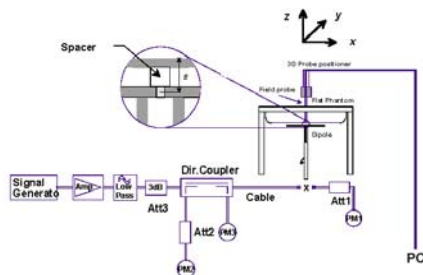 z
y
x
Spacer
s
3D Probe positioner
Field probe
Flat Phantom
Dipole
Dir.Coupler
Signal
Generato
Amp
Low
Pass
3dB
Att3
Cable
x
Att1
Att2
PM3
PM1
PM2
PC